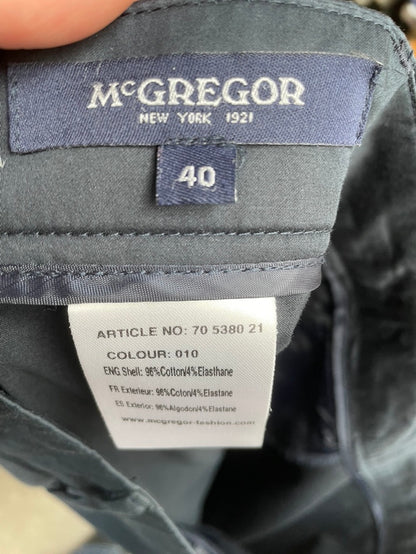 McGREGOR
NEW YORK 1921
40
ARTICLE NO: 70 5380 21
COLOUR: 010
ENG Shell: 96%Cotton/4%Elasthane
FR Exterieur: 96%Coton/4%Elastane
ES Exterior: 96%Algodon/4%Elastane
www.mcgregor-fashion.com